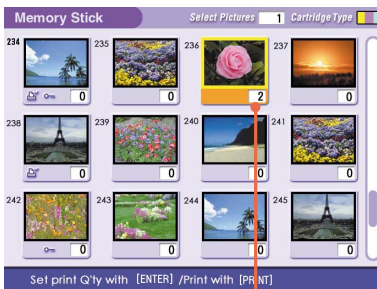 Memory Stick Select Pictures 1 Cartridge Type
234 235 236 237
0 0 2 0
238 239 240 241
0 0 0 0
242 243 244 245
0 0 0 0
Set print Q'ty with [ENTER] /Print with [PRINT]